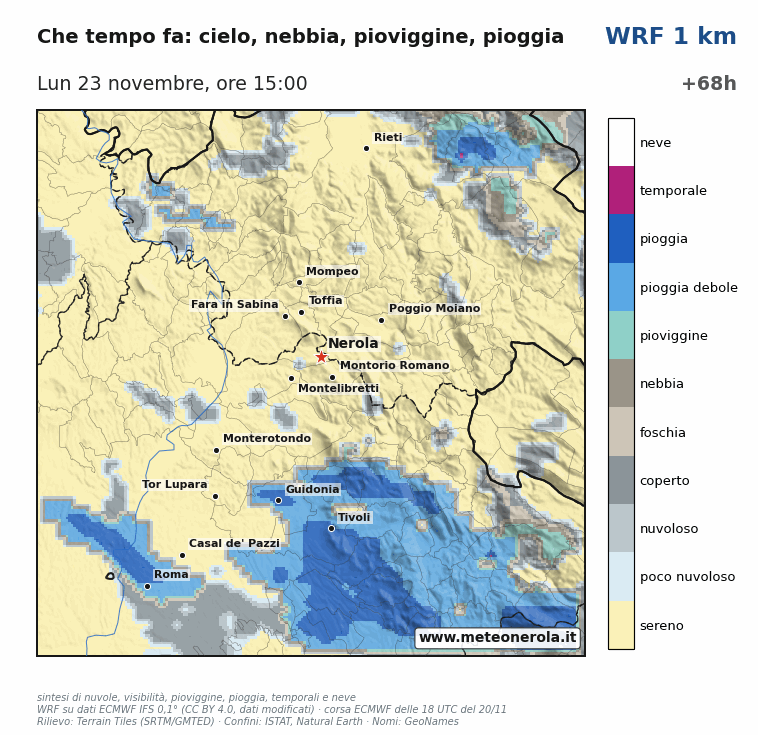 Che tempo fa: cielo, nebbia, pioviggine, pioggia
WRF 1 km
Lun 23 novembre, ore 15:00
+68h
Rieti
Mompeo
Fara in Sabina
Toffia
Poggio Moiano
Nerola
Montorio Romano
Montelibretti
Monterotondo
Tor Lupara
Guidonia
Tivoli
Casal de' Pazzi
Roma
www.meteonerola.it
neve
temporale
pioggia
pioggia debole
pioviggine
nebbia
foschia
coperto
nuvoloso
poco nuvoloso
sereno
sintesi di nuvole, visibilità, pioviggine, pioggia, temporali e neve
WRF su dati ECMWF IFS 0,1° (CC BY 4.0, dati modificati) · corsa ECMWF delle 18 UTC del 20/11
Rilievo: Terrain Tiles (SRTM/GMTED) · Confini: ISTAT, Natural Earth · Nomi: GeoNames